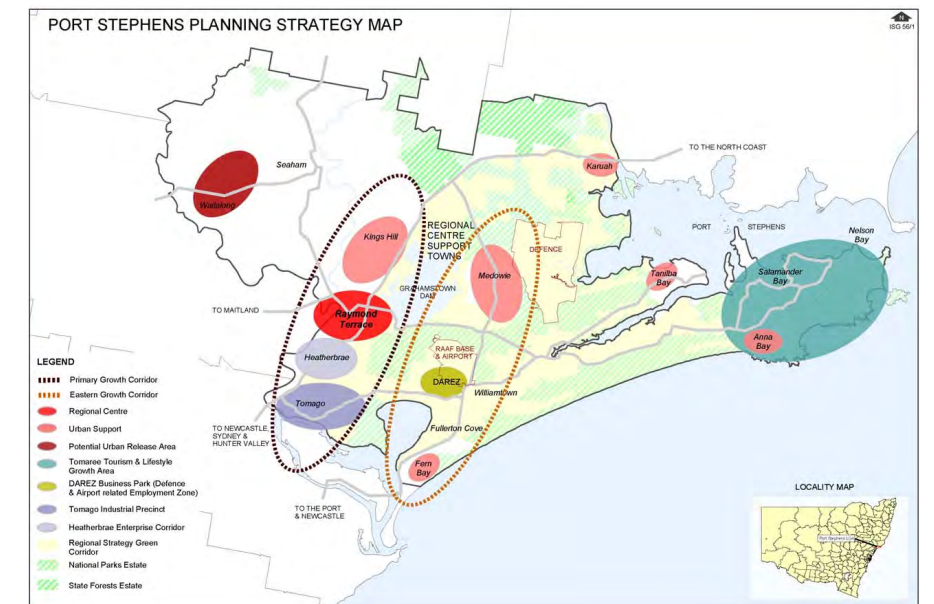 PORT STEPHENS PLANNING STRATEGY MAP
N
ISG 56/1
TO THE NORTH COAST
Karuah
Seaham
Wallalong
Kings Hill
REGIONAL
CENTRE
SUPPORT
TOWNS
DEFENCE
PORT
STEPHENS
Nelson
Bay
Medowie
Tanilba
Bay
Salamander
Bay
GRAHAMSTOWN
DAM
TO MAITLAND
Raymond
Terrace
Anna
Bay
RAAF BASE
& AIRPORT
Heatherbrae
DAREZ
Williamtown
Tomago
TO NEWCASTLE
SYDNEY &
HUNTER VALLEY
Fullerton Cove
Fern
Bay
TO THE PORT
& NEWCASTLE
LEGEND
Primary Growth Corridor
Eastern Growth Corridor
Regional Centre
Urban Support
Potential Urban Release Area
Tomaree Tourism & Lifestyle
Growth Area
DAREZ Business Park (Defence
& Airport related Employment Zone)
Tomago Industrial Precinct
Heatherbrae Enterprise Corridor
Regional Strategy Green
Corridor
National Parks Estate
State Forests Estate
LOCALITY MAP
Port Stephens LGA